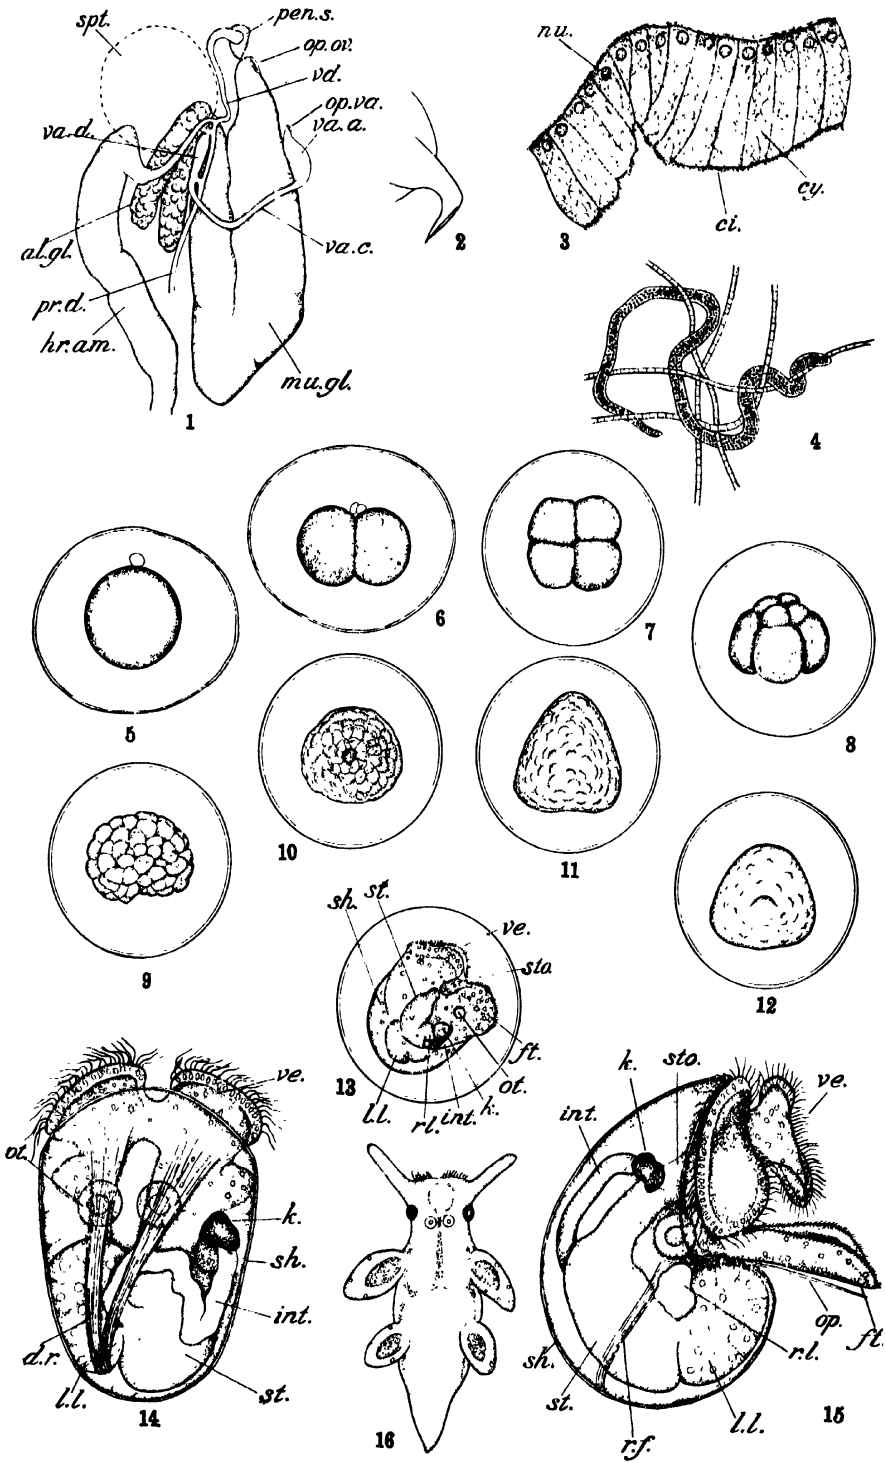 spt.
pen.s.
op.ov.
vd.
op.va.
va.a.
va.d.
al.gl.
va.c.
pr.d.
hr.am.
mu.gl.
1
2
nu.
cy.
ci.
3
4
5
6
7
8
9
10
11
12
sh.
st.
ve.
sto.
ft.
ot.
k.
int.
rl.
l.l.
13
ve.
ot.
k.
sh.
int.
d.r.
l.l.
st.
14
k.
sto.
ve.
int.
op.
ft.
r.l.
sh.
st.
l.l.
r.f.
15
16